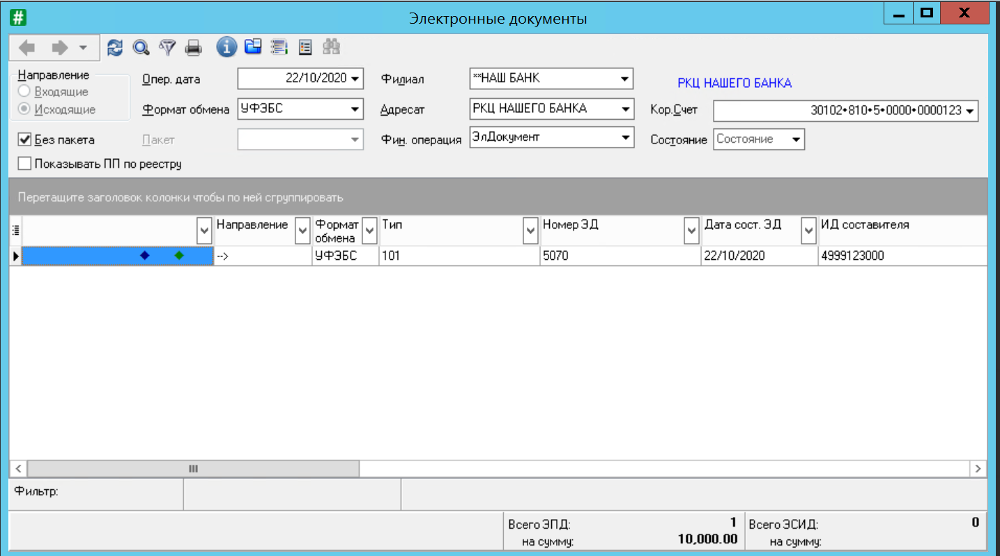 Электронные документы
Направление
Входящие
Исходящие
Опер. дата 22/10/2020
Филиал **НАШ БАНК
РКЦ НАШЕГО БАНКА
Формат обмена УФЭБС
Адресат РКЦ НАШЕГО БАНКА
Кор.Счет 30102•810•5•0000•0000123
Без пакета
Пакет
Фин. операция ЭлДокумент
Состояние Состояние
Показывать ПП по реестру
Перетащите заголовок колонки чтобы по ней сгруппировать
Направление Формат обмена Тип Номер ЭД Дата сост. ЭД ИД составителя
--> УФЭБС 101 5070 22/10/2020 4999123000
Фильтр:
Всего ЭПД: 1 Всего ЭСИД: 0
на сумму: 10,000.00 на сумму: